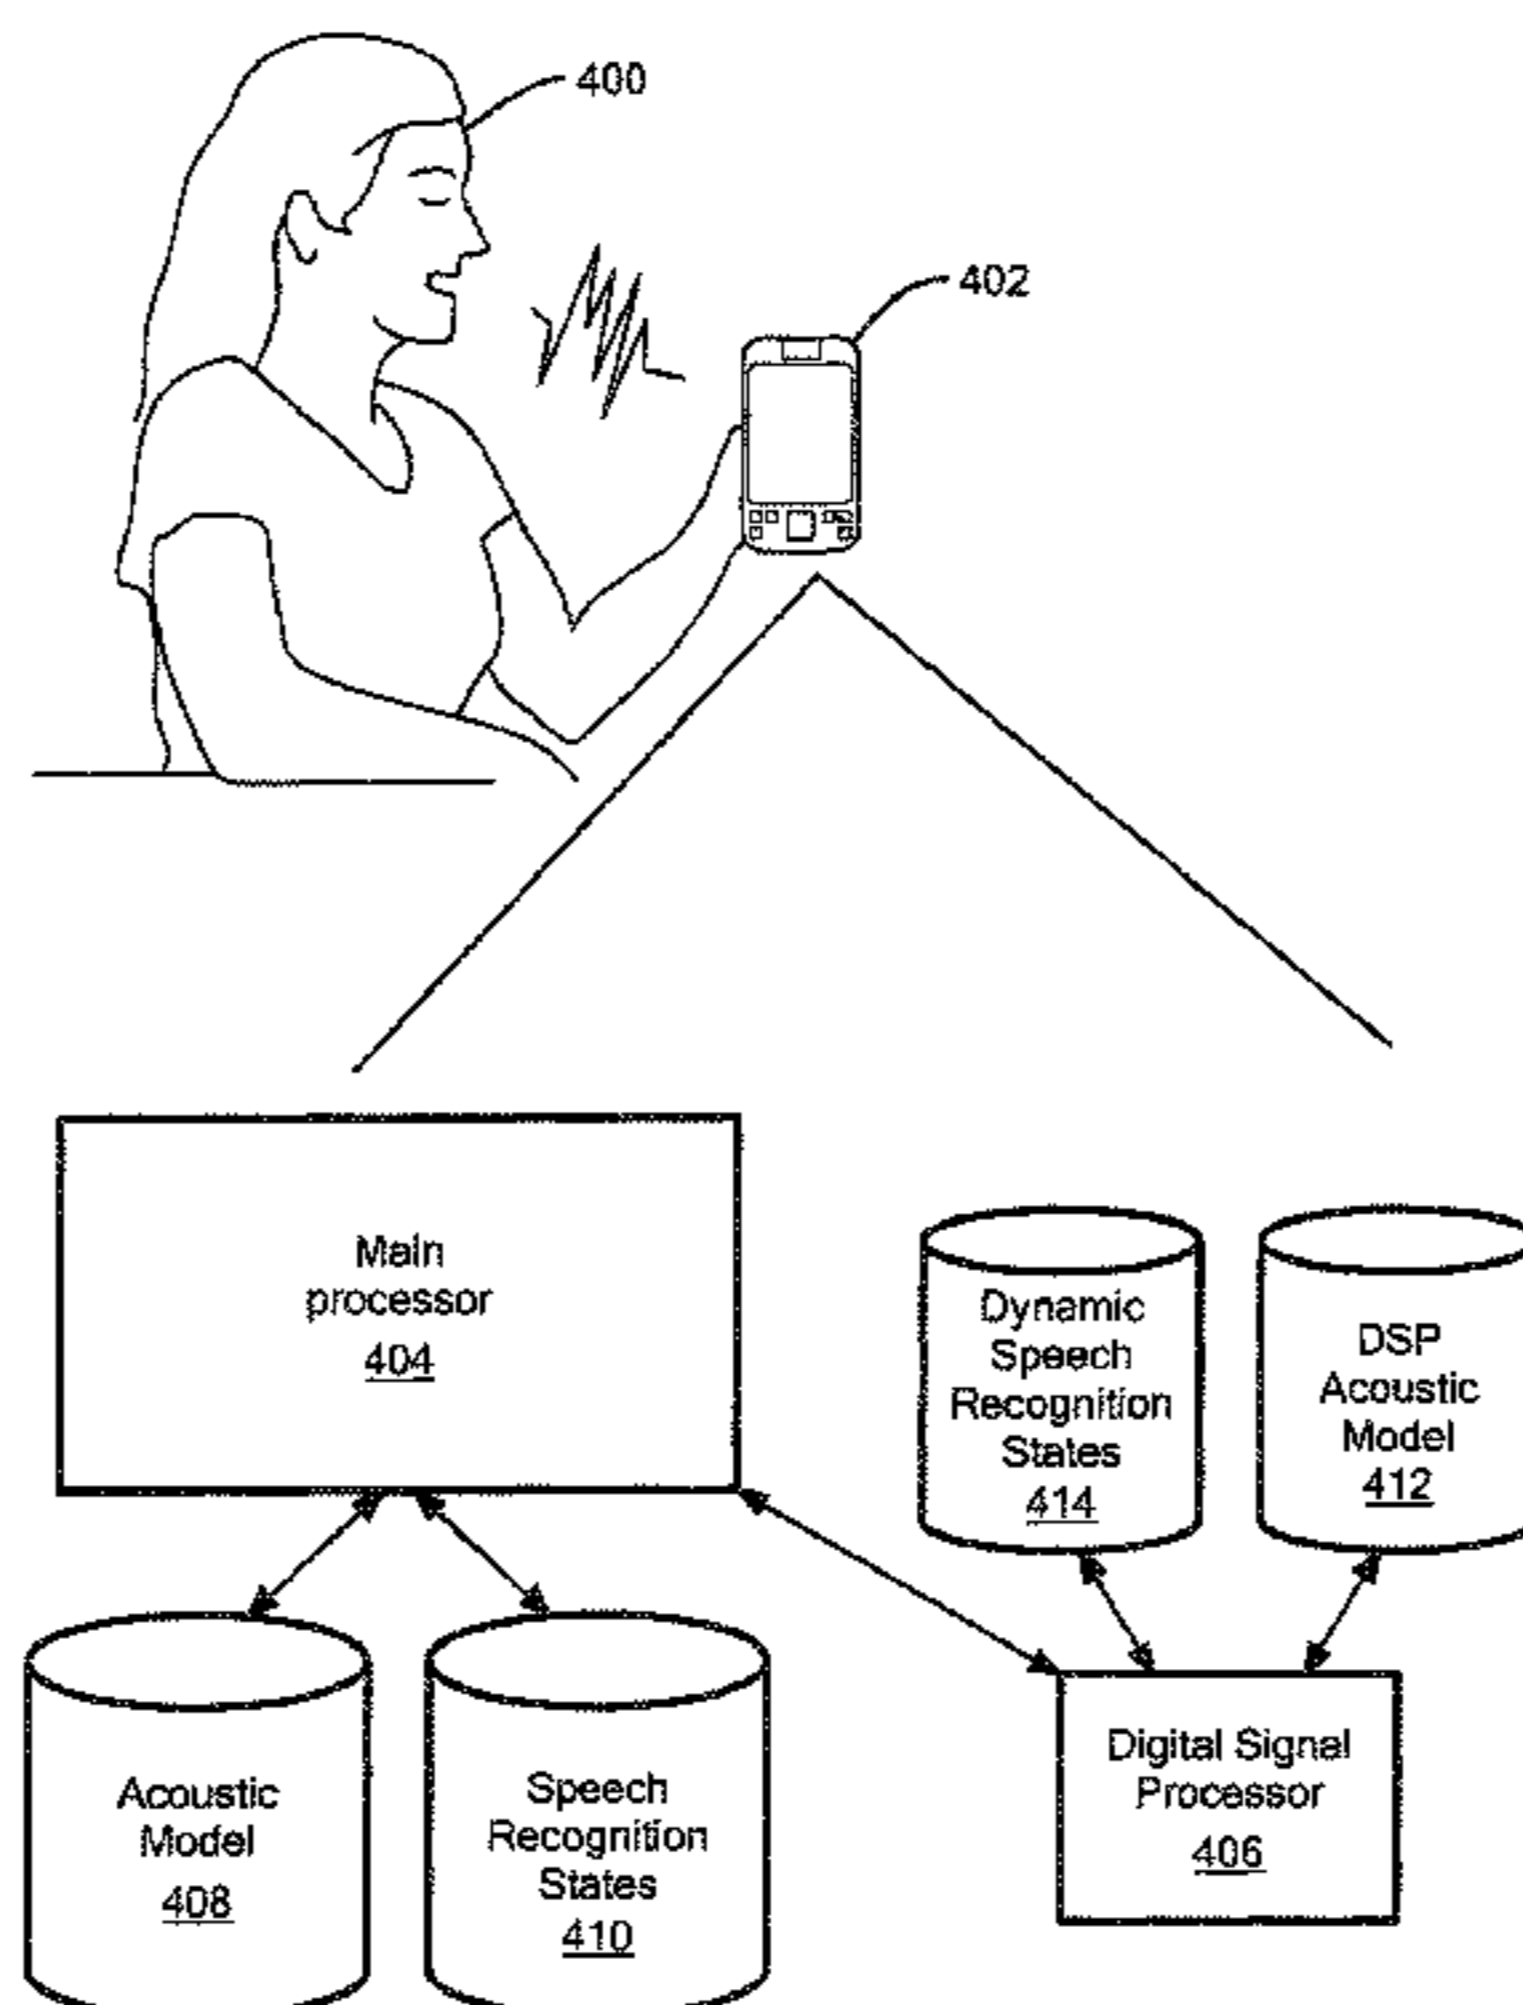 400
402
Main
processor
404
Dynamic
Speech
Recognition
States
414
DSP
Acoustic
Model
412
Acoustic
Model
408
Speech
Recognition
States
410
Digital Signal
Processor
406